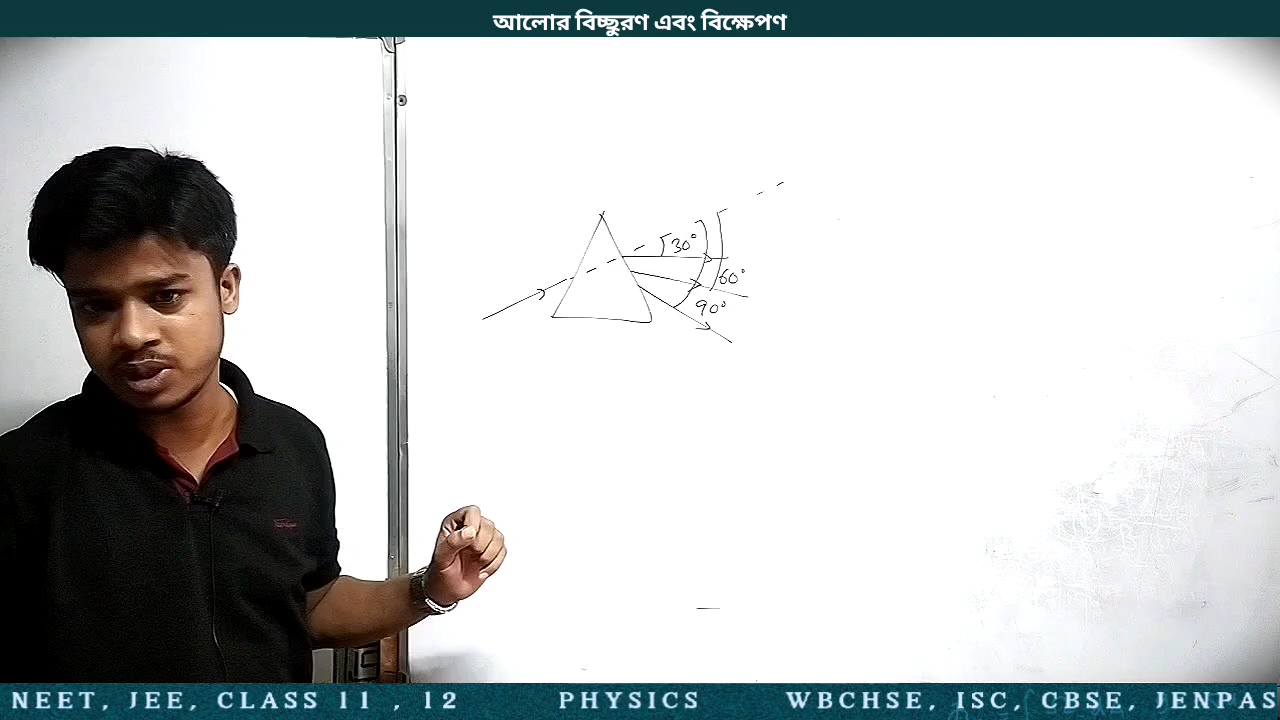 আলোর বিচ্ছুরণ এবং বিক্ষেপণ
30°
60°
90°
NEET, JEE, CLASS 11 , 12 PHYSICS WBCHSE, ISC, CBSE, JENPAS